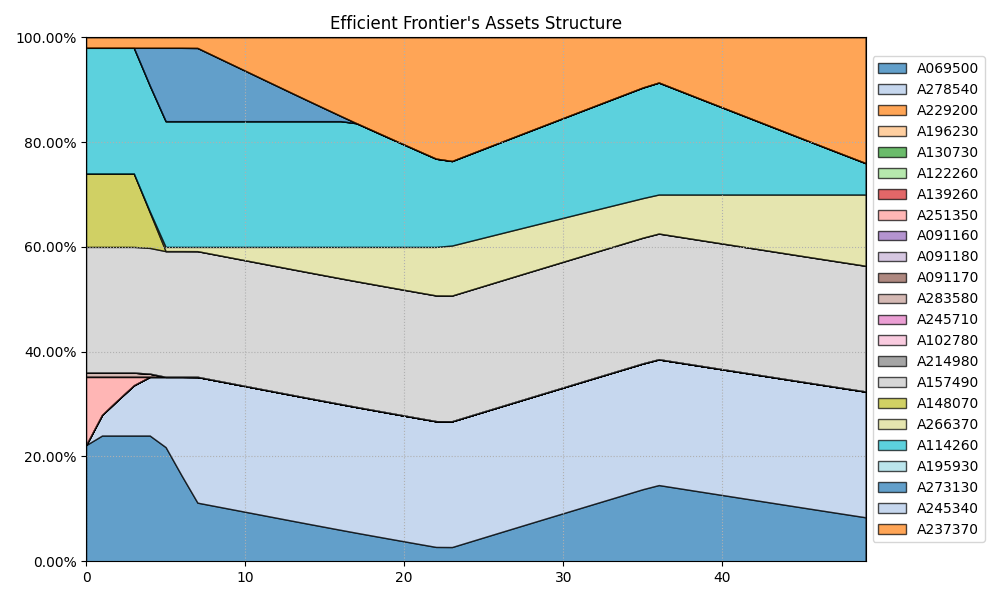 Efficient Frontier's Assets Structure
100.00%
80.00%
60.00%
40.00%
20.00%
0.00%
0
10
20
30
40
A069500
A278540
A229200
A196230
A130730
A122260
A139260
A251350
A091160
A091180
A091170
A283580
A245710
A102780
A214980
A157490
A148070
A266370
A114260
A195930
A273130
A245340
A237370